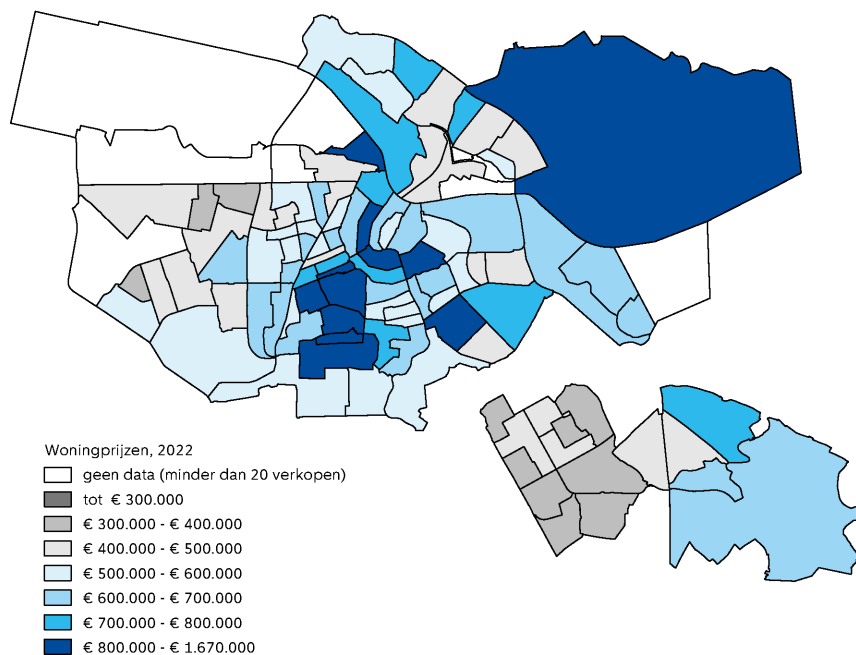 Woningprijzen, 2022
geen data (minder dan 20 verkopen)
tot € 300.000
€ 300.000 - € 400.000
€ 400.000 - € 500.000
€ 500.000 - € 600.000
€ 600.000 - € 700.000
€ 700.000 - € 800.000
€ 800.000 - € 1.670.000